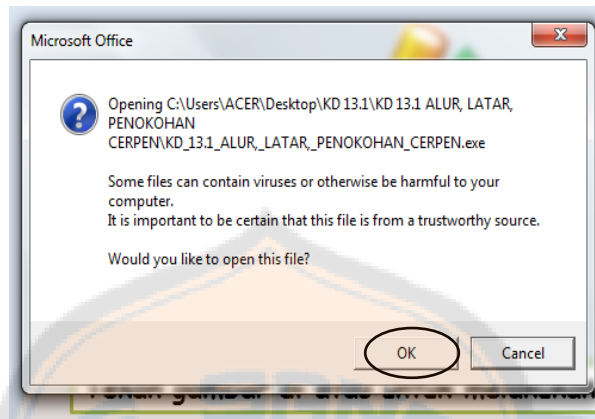 Microsoft Office
Opening C:\Users\ACER\Desktop\KD 13.1\KD 13.1 ALUR, LATAR,
PENOKOHAN
CERPEN\KD_13.1_ALUR,_LATAR,_PENOKOHAN_CERPEN.exe
Some files can contain viruses or otherwise be harmful to your
computer.
It is important to be certain that this file is from a trustworthy source.
Would you like to open this file?
OK Cancel